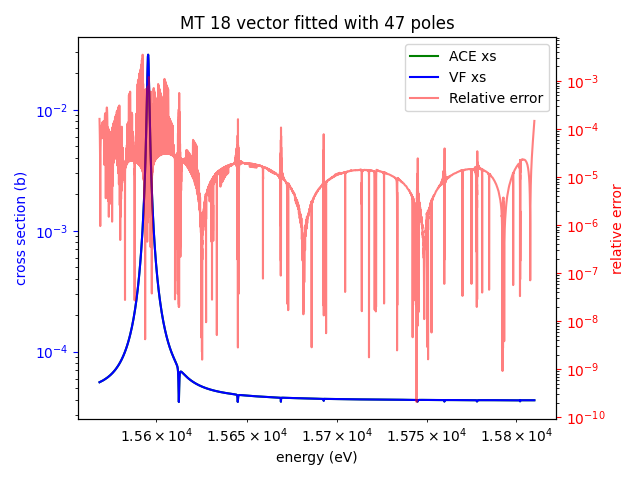 MT 18 vector fitted with 47 poles
ACE xs
VF xs
Relative error
cross section (b)
10⁻²
10⁻³
10⁻⁴
10⁻³
10⁻⁴
10⁻⁵
10⁻⁶
10⁻⁷
10⁻⁸
10⁻⁹
10⁻¹⁰
relative error
1.56 × 10⁴ 1.565 × 10⁴ 1.57 × 10⁴ 1.575 × 10⁴ 1.58 × 10⁴
energy (eV)